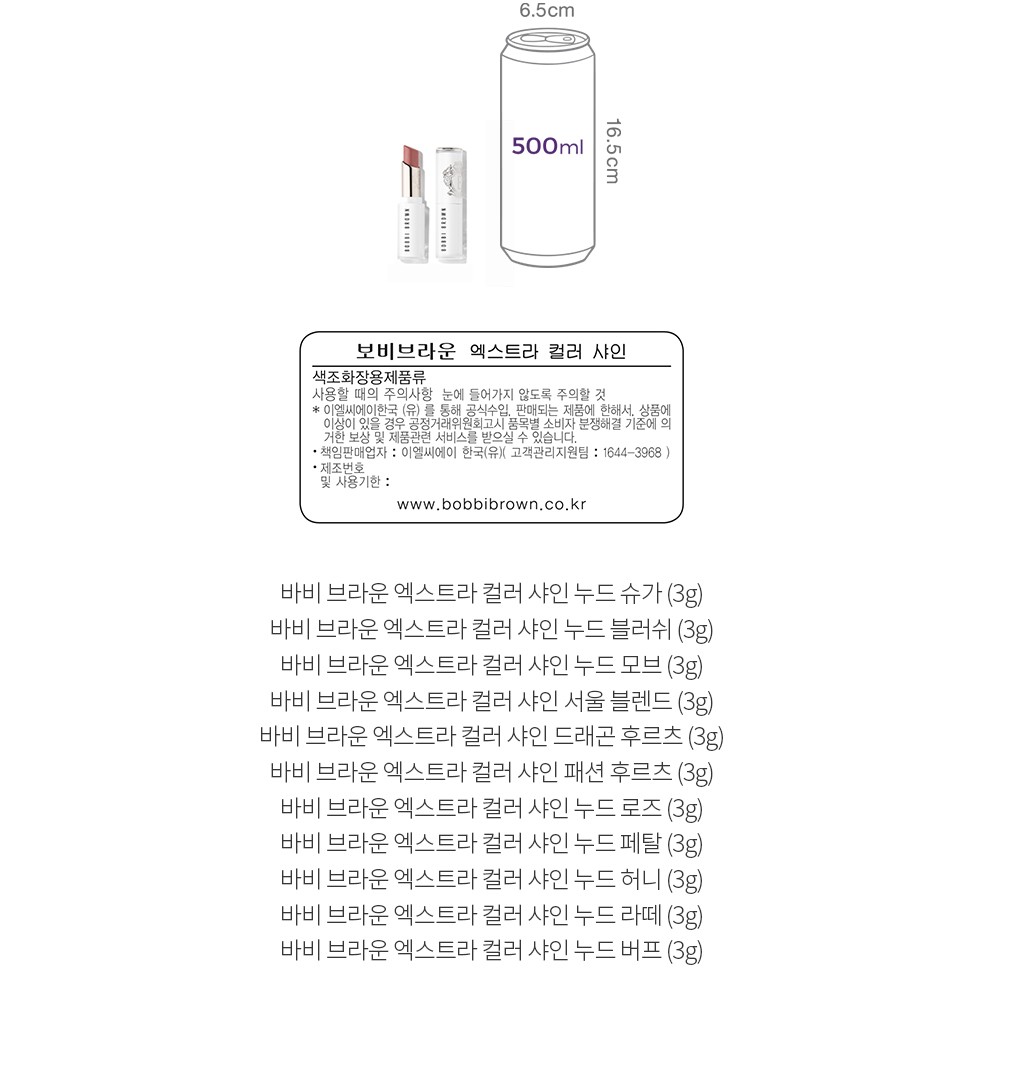 6.5cm
500ml
16.5cm
BOBBI BROWN
BOBBI BROWN
보비브라운 엑스트라 컬러 샤인
색조화장용제품류
사용할 때의 주의사항 눈에 들어가지 않도록 주의할 것
* 이엘씨에이한국 (유) 를 통해 공식수입, 판매되는 제품에 한해서, 상품에
이상이 있을 경우 공정거래위원회고시 품목별 소비자 분쟁해결 기준에 의
거한 보상 및 제품관련 서비스를 받으실 수 있습니다.
• 책임판매업자 : 이엘씨에이 한국(유)( 고객관리지원팀 : 1644-3968 )
• 제조번호
및 사용기한 :
www.bobbibrown.co.kr
바비 브라운 엑스트라 컬러 샤인 누드 슈가 (3g)
바비 브라운 엑스트라 컬러 샤인 누드 블러쉬 (3g)
바비 브라운 엑스트라 컬러 샤인 누드 모브 (3g)
바비 브라운 엑스트라 컬러 샤인 서울 블렌드 (3g)
바비 브라운 엑스트라 컬러 샤인 드래곤 후르츠 (3g)
바비 브라운 엑스트라 컬러 샤인 패션 후르츠 (3g)
바비 브라운 엑스트라 컬러 샤인 누드 로즈 (3g)
바비 브라운 엑스트라 컬러 샤인 누드 페탈 (3g)
바비 브라운 엑스트라 컬러 샤인 누드 허니 (3g)
바비 브라운 엑스트라 컬러 샤인 누드 라떼 (3g)
바비 브라운 엑스트라 컬러 샤인 누드 버프 (3g)